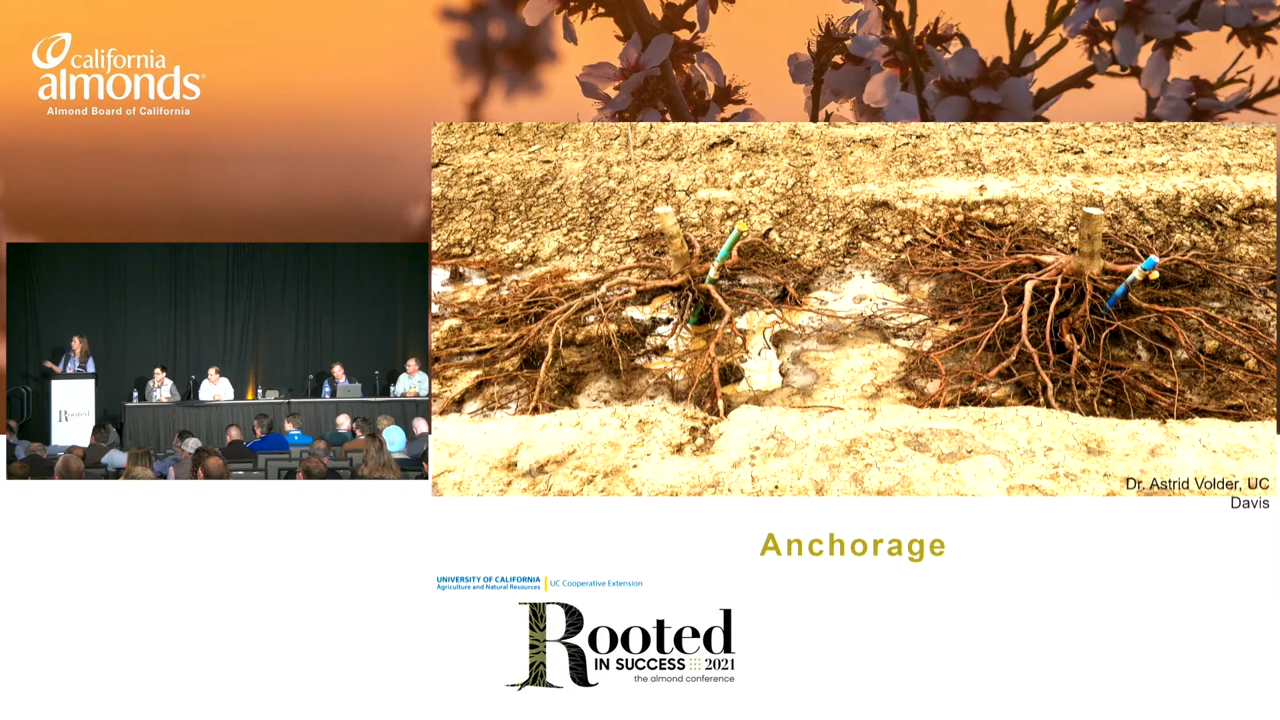 california
almonds
Almond Board of California
Rooted
Dr. Astrid Volder, UC
Davis
Anchorage
UNIVERSITY OF CALIFORNIA
Agriculture and Natural Resources
UC Cooperative Extension
Rooted
IN SUCCESS 2021
the almond conference